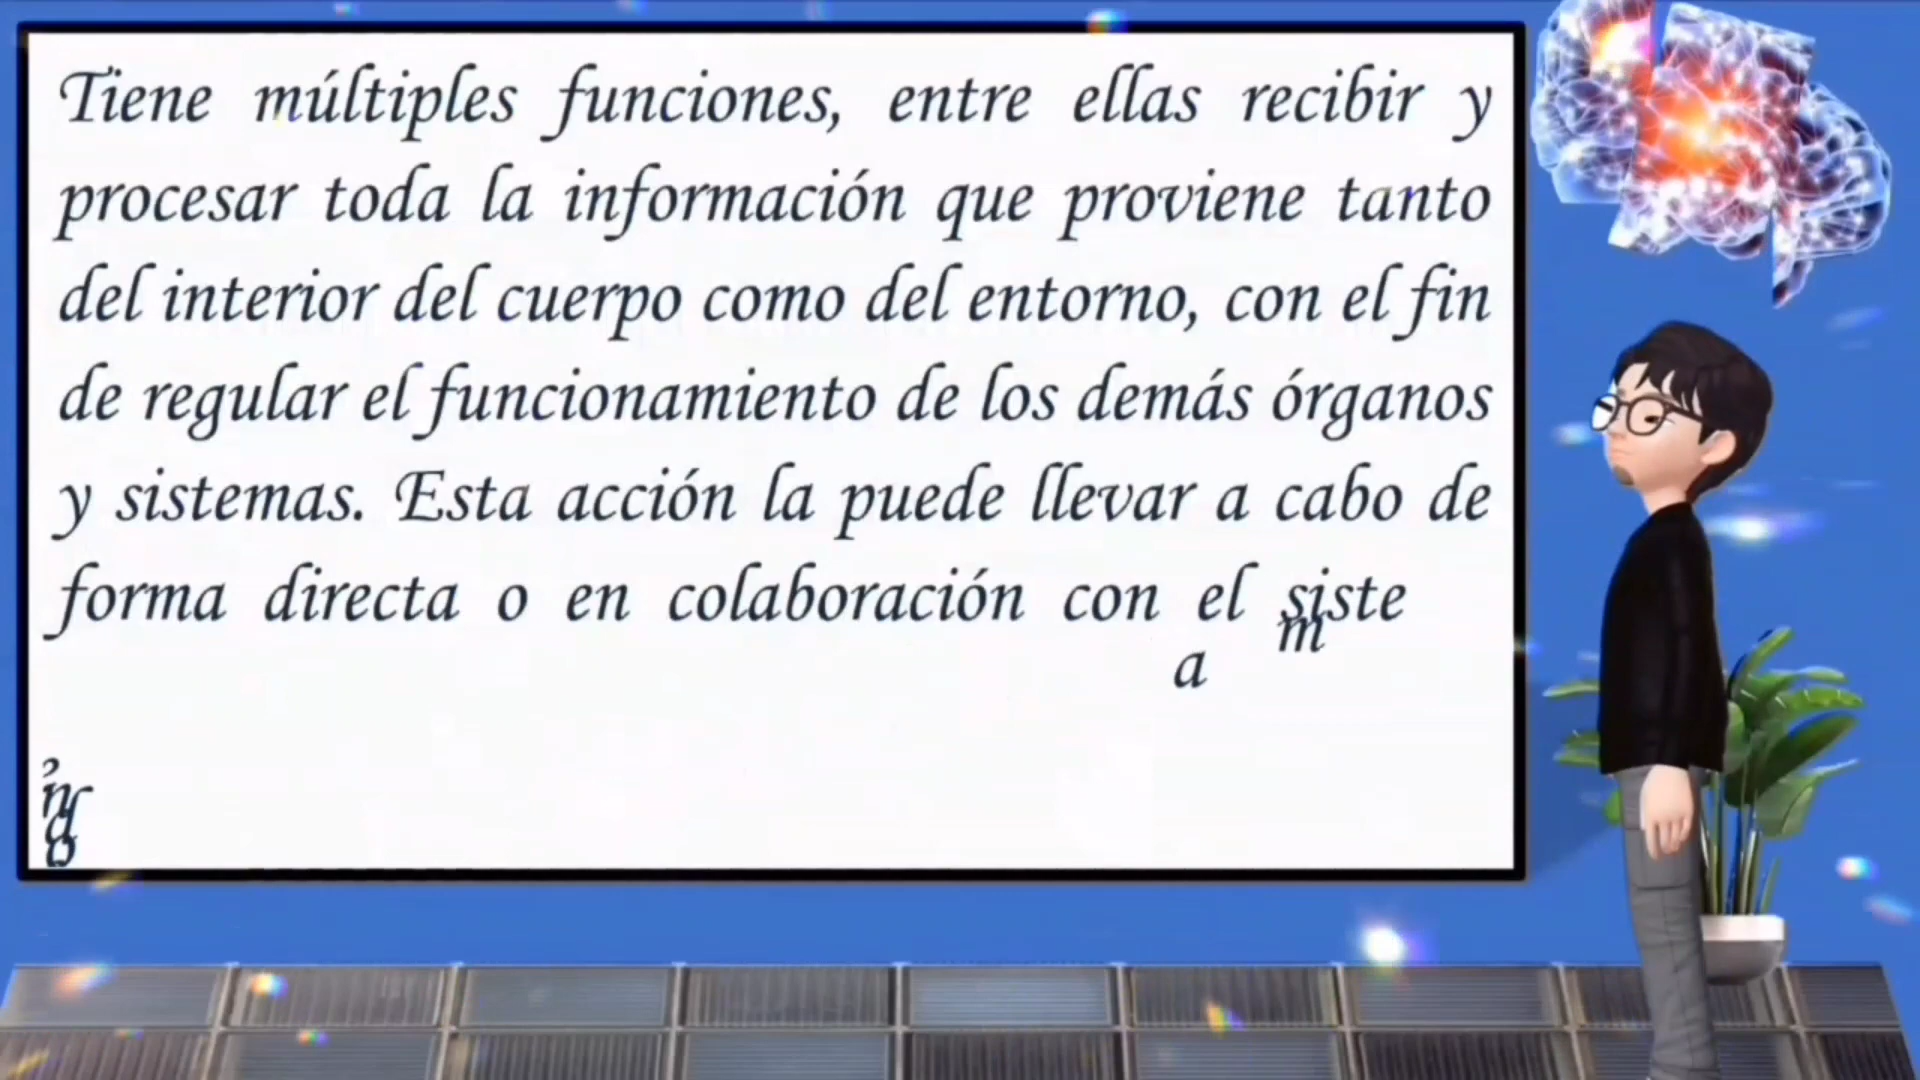 Tiene múltiples funciones, entre ellas recibir y
procesar toda la información que proviene tanto
del interior del cuerpo como del entorno, con el fin
de regular el funcionamiento de los demás órganos
y sistemas. Esta acción la puede llevar a cabo de
forma directa o en colaboración con el siste
m
a